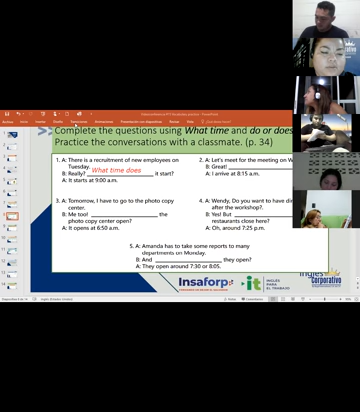 Complete the questions using What time and do or does
Practice the conversations with a classmate. (p. 34)
1. A: There is a recruitment of new employees on
Tuesday.
B: Really? What time does it start?
A: It starts at 9:00 a.m.
2. A: Let's meet for the meeting on W
B: Great!
A: I arrive at 8:15 a.m.
3. A: Tomorrow, I have to go to the photo copy
center.
B: Me too! the
photo copy center open?
A: It opens at 6:50 a.m.
4. A: Wendy, Do you want to have di
after the workshop?.
B: Yes! But
restaurants close here?
A: Oh, around 7:25 p.m.
5. A: Amanda has to take some reports to many
departments on Monday.
B: And they open?
A: They open around 7:30 or 8:05.
Insaforp
it
INGLÉS
PARA
EL TRABAJO
Inglés
Corporativo